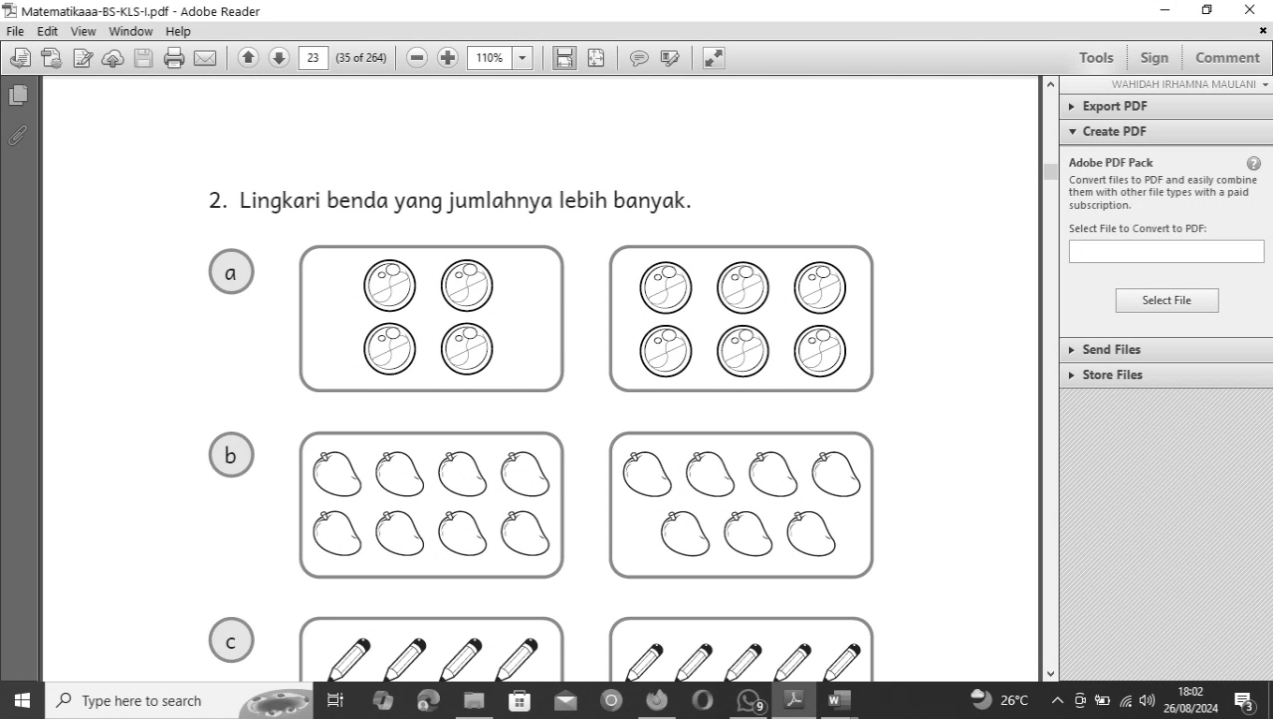 Matematikaaa-BS-KLS-I.pdf - Adobe Reader
File Edit View Window Help
23 (35 of 264) 110% Tools Sign Comment
WAHIDAH IRHAMNA MAULANI
Export PDF
Create PDF
Adobe PDF Pack
Convert files to PDF and easily combine
them with other file types with a paid
subscription.
Select File to Convert to PDF:
Select File
Send Files
Store Files
2. Lingkari benda yang jumlahnya lebih banyak.
a
b
c
Type here to search
9
26°C
18:02
26/08/2024
3